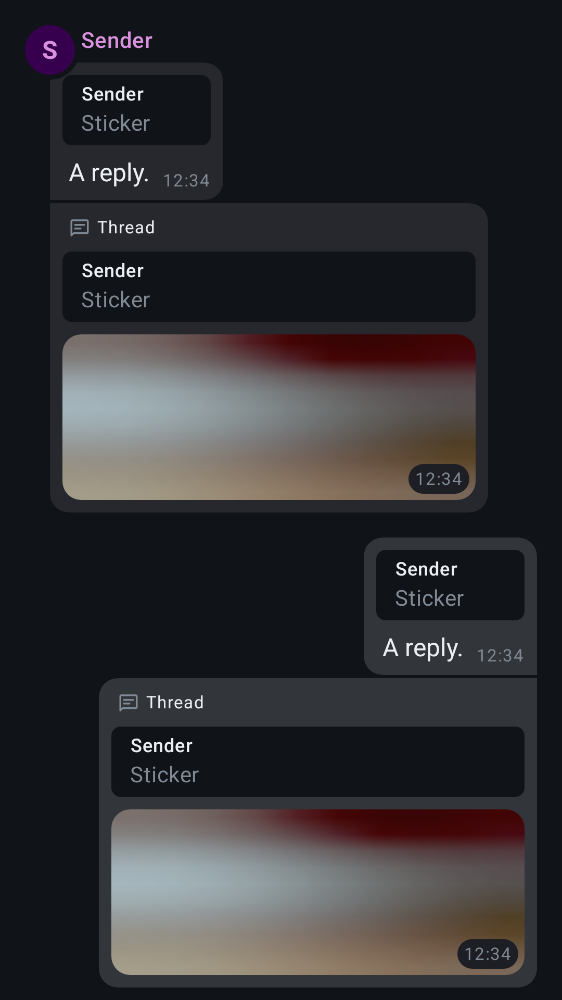 S
Sender
Sender
Sticker
A reply. 12:34
Thread
Sender
Sticker
12:34
Sender
Sticker
A reply. 12:34
Thread
Sender
Sticker
12:34